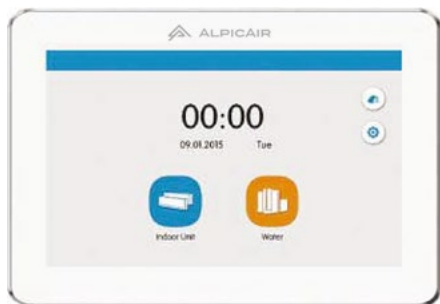 ALPICAIR
00:00
09.01.2015 Tue
Indoor Unit
Water